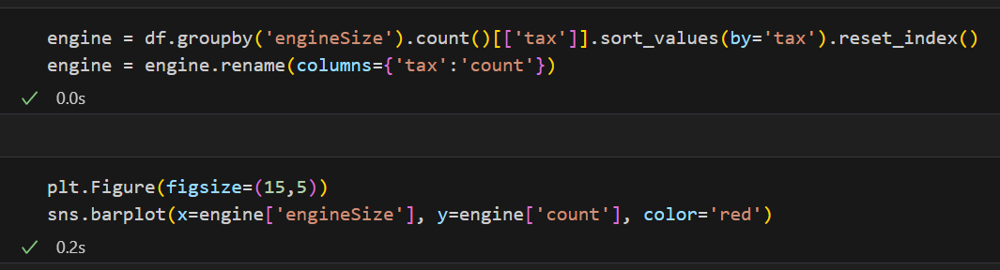 engine = df.groupby('engineSize').count()[['tax']].sort_values(by='tax').reset_index()
engine = engine.rename(columns={'tax':'count'})
0.0s
plt.Figure(figsize=(15,5))
sns.barplot(x=engine['engineSize'], y=engine['count'], color='red')
0.2s